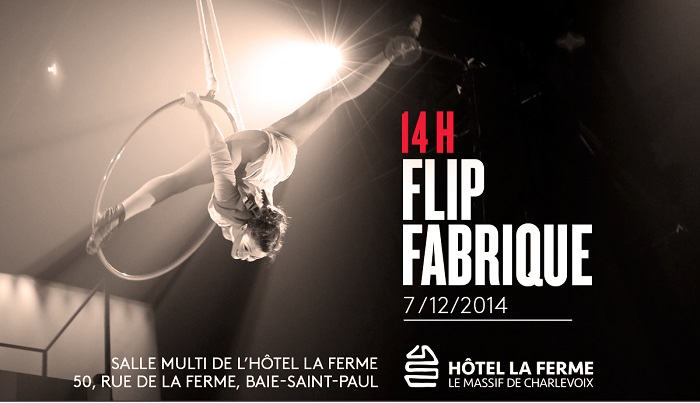 14 H
FLIP
FABRIQUE
7/12/2014
SALLE MULTI DE L'HÔTEL LA FERME
50, RUE DE LA FERME, BAIE-SAINT-PAUL
HÔTEL LA FERME
LE MASSIF DE CHARLEVOIX